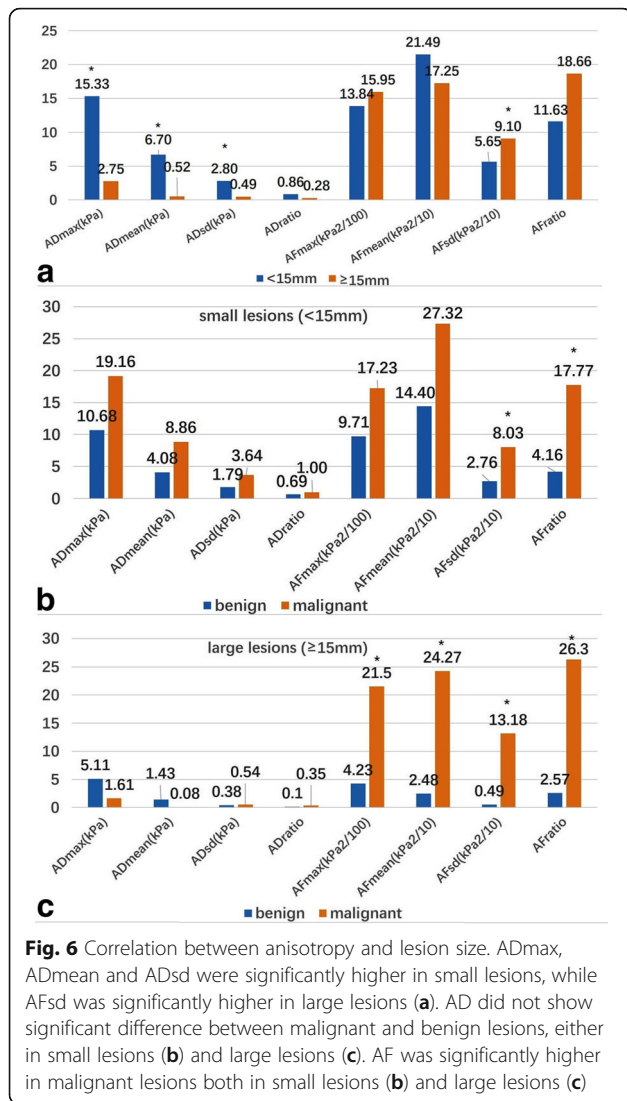 25
20
15
10
5
0
*
15.33
2.75
*
6.70
0.52
*
2.80
0.49
0.86
0.28
13.84
15.95
21.49
17.25
*
5.65
9.10
11.63
18.66
ADmax(kPa)
ADmean(kPa)
ADsd(kPa)
ADratio
AFmax(kPa2/100)
AFmean(kPa2/10)
AFsd(kPa2/10)
AFratio
a
<15mm ≥15mm
small lesions (<15mm)
30
25
20
15
10
5
0
10.68
19.16
4.08
8.86
1.79
3.64
0.69
1.00
9.71
17.23
14.40
27.32
*
2.76
8.03
*
4.16
17.77
ADmax(kPa)
ADmean(kPa)
ADsd(kPa)
ADratio
AFmax(kPa2/100)
AFmean(kPa2/10)
AFsd(kPa2/10)
AFratio
b
benign malignant
large lesions (≥15mm)
30
25
20
15
10
5
0
5.11
1.61
1.43
0.08
0.38
0.54
0.1
0.35
*
4.23
21.5
*
2.48
24.27
*
0.49
13.18
*
2.57
26.3
ADmax(kPa)
ADmean(kPa)
ADsd(kPa)
ADratio
AFmax(kPa2/100)
AFmean(kPa2/10)
AFsd(kPa2/10)
AFratio
c
benign malignant
Fig. 6 Correlation between anisotropy and lesion size. ADmax,
ADmean and ADsd were significantly higher in small lesions, while
AFsd was significantly higher in large lesions (a). AD did not show
significant difference between malignant and benign lesions, either
in small lesions (b) and large lesions (c). AF was significantly higher
in malignant lesions both in small lesions (b) and large lesions (c)